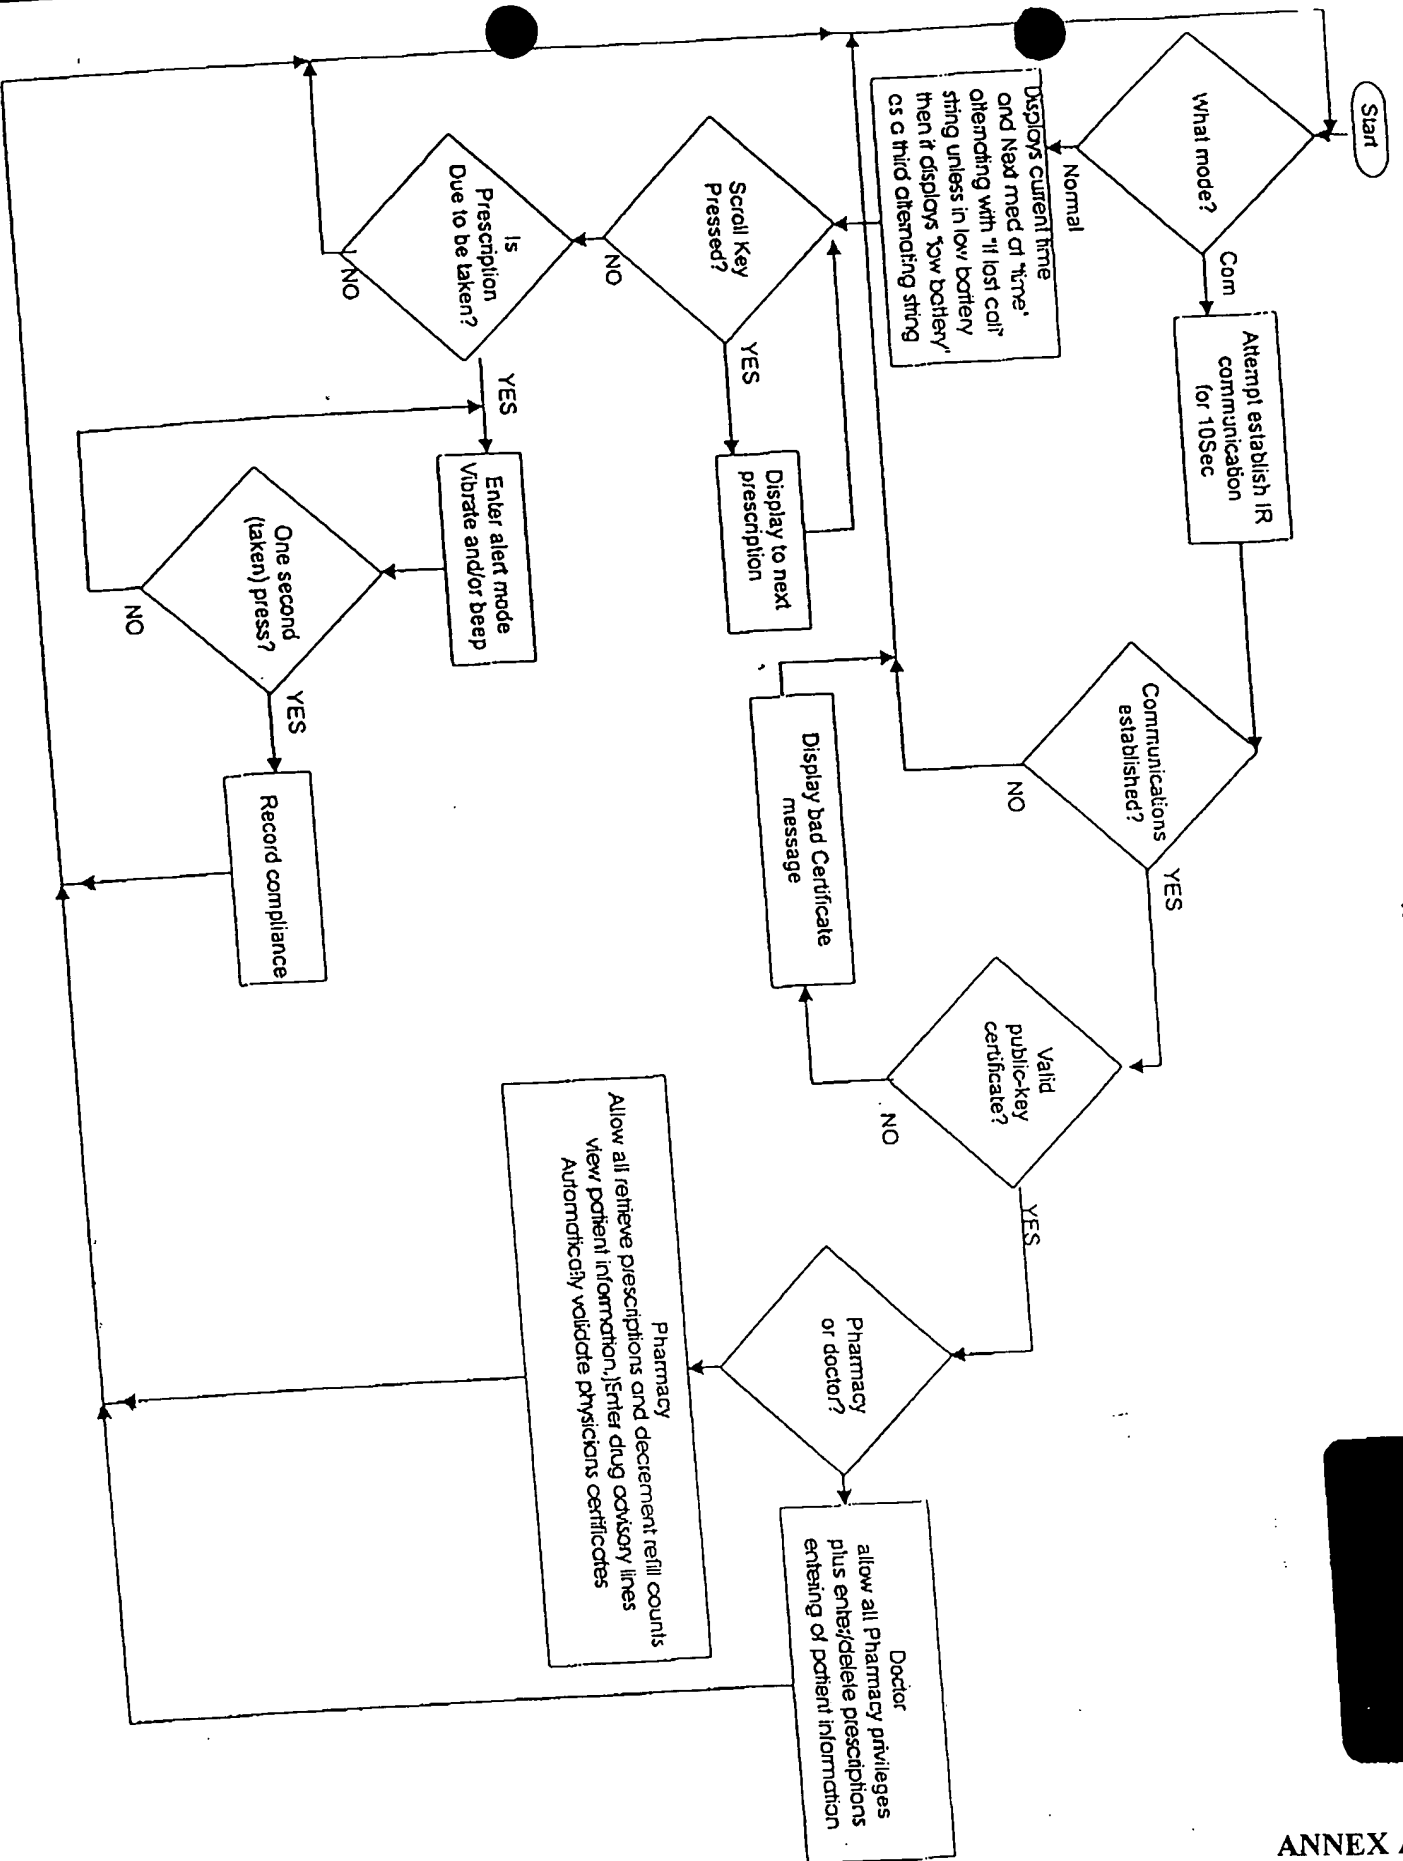 Start
What mode?
Com
Normal
Attempt establish IR
communication
for 10Sec
Communications
established?
YES
NO
Valid
public-key
certificate?
YES
NO
Display bad Certificate
message
Pharmacy
or doctor?
Doctor
allow all Pharmacy privileges
plus enter/delele prescriptions
entering of patient information
Pharmacy
Allow all retrieve prescriptions and decrement refill counts
view patient information,)Enter drug advisory lines
Automatically validate physicians certificates
Displays current time
and Next med at "time"
alternating with "if lost call"
string unless in low battery
then it displays "low battery"
as a third alternating string
Scroll Key
Pressed?
YES
NO
Display to next
prescription
Is
Prescription
Due to be taken?
YES
NO
Enter alert mode
Vibrate and/or beep
One second
(taken) press?
YES
NO
Record compliance
ANNEX